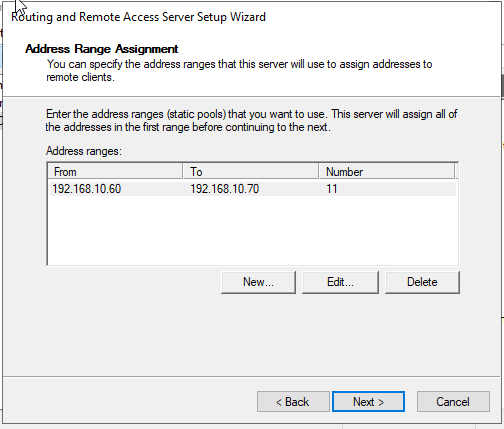 Routing and Remote Access Server Setup Wizard
Address Range Assignment
You can specify the address ranges that this server will use to assign addresses to
remote clients.
Enter the address ranges (static pools) that you want to use. This server will assign all of
the addresses in the first range before continuing to the next.
Address ranges:
From To Number
192.168.10.60 192.168.10.70 11
New... Edit... Delete
< Back Next > Cancel